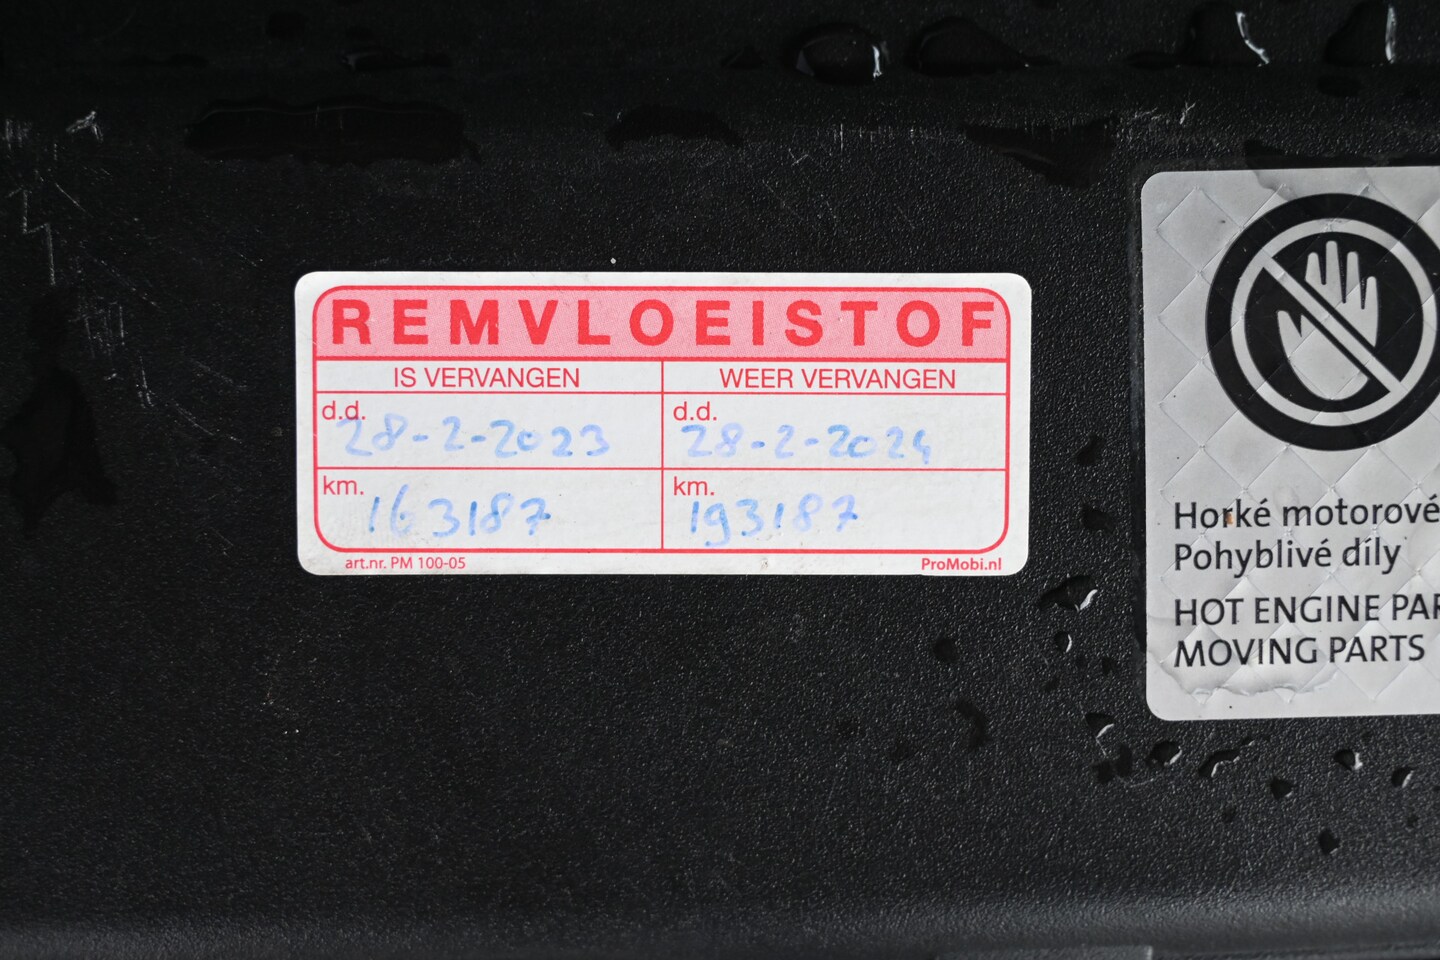 REMVLOEISTOF
IS VERVANGEN
WEER VERVANGEN
d.d. 28-2-2023
d.d. 28-2-2024
km. 163187
km. 193187
art.nr. PM 100-05
ProMobi.nl
Horké motorové
Pohyblivé díly
HOT ENGINE PAR
MOVING PARTS